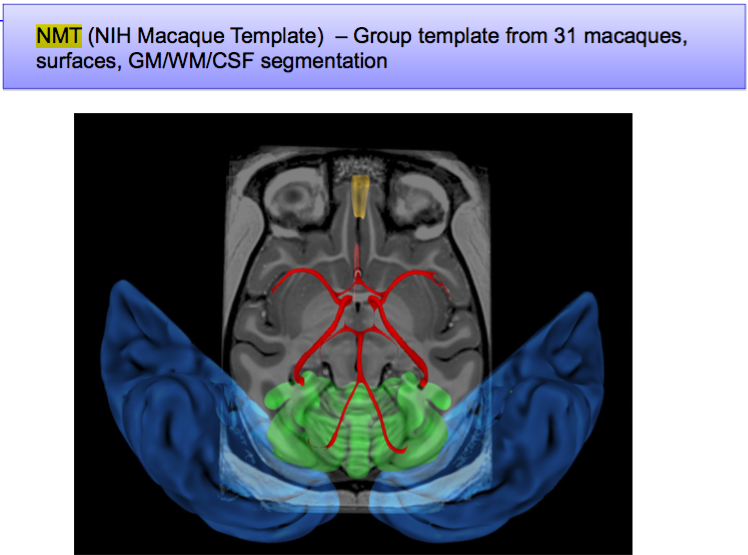 NMT (NIH Macaque Template)  – Group template from 31 macaques,
surfaces, GM/WM/CSF segmentation